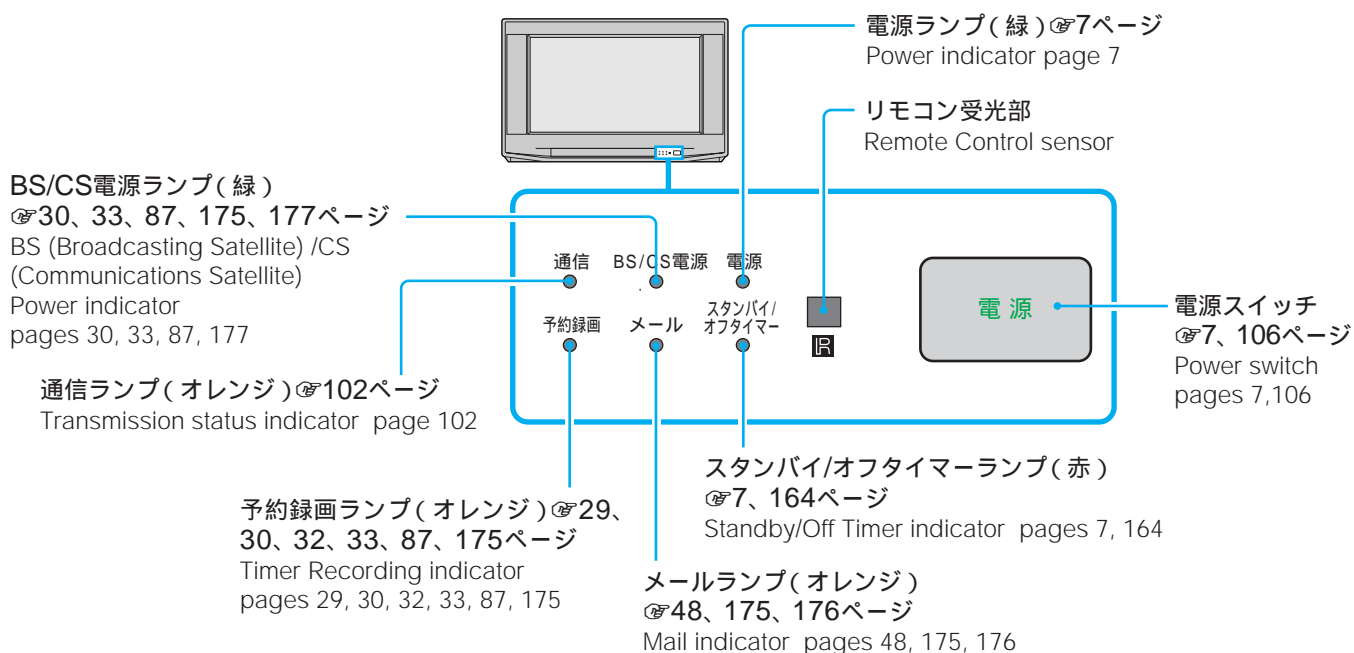 電源ランプ(緑)☞7ページ
Power indicator page 7
リモコン受光部
Remote Control sensor
BS/CS電源ランプ(緑)
☞30、33、87、175、177ページ
BS (Broadcasting Satellite) /CS
(Communications Satellite)
Power indicator
pages 30, 33, 87, 177
通信 BS/CS電源 電源
予約録画 メール スタンバイ/
オフタイマー
電源
電源スイッチ
☞7、106ページ
Power switch
pages 7,106
通信ランプ(オレンジ)☞102ページ
Transmission status indicator page 102
スタンバイ/オフタイマーランプ(赤)
☞7、164ページ
Standby/Off Timer indicator pages 7, 164
予約録画ランプ(オレンジ)☞29、
30、32、33、87、175ページ
Timer Recording indicator
pages 29, 30, 32, 33, 87, 175
メールランプ(オレンジ)
☞48、175、176ページ
Mail indicator pages 48, 175, 176